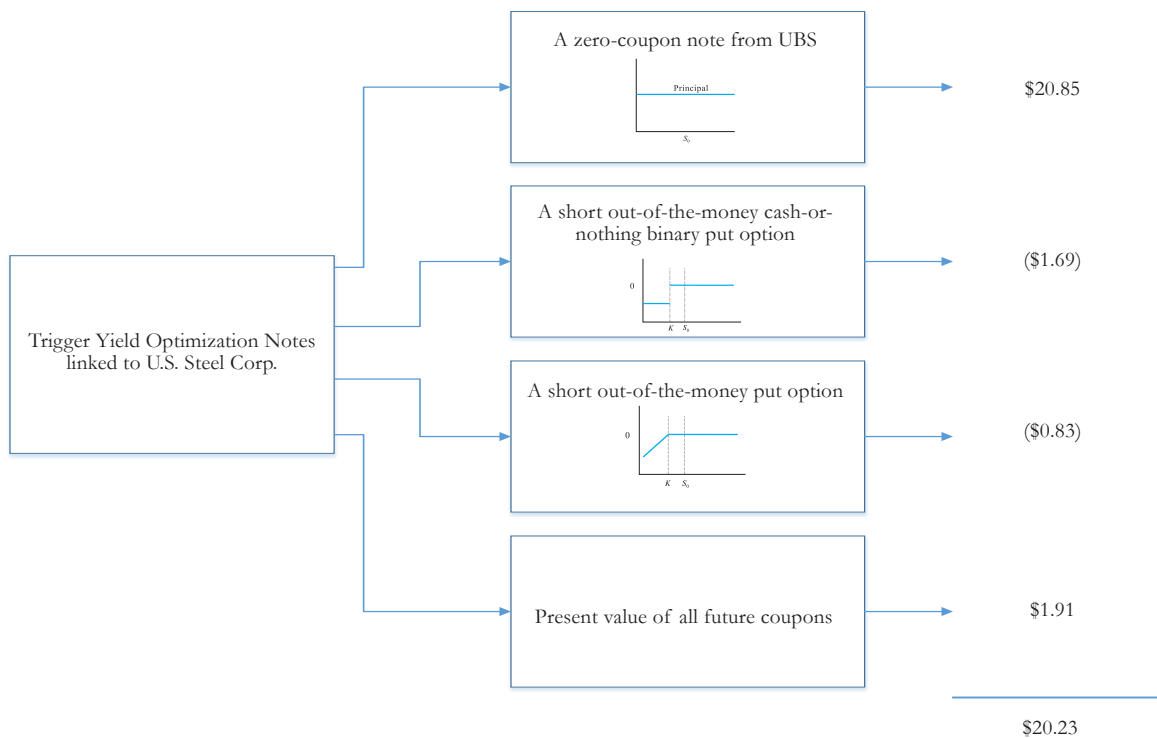 A zero-coupon note from UBS
Principal
S₀
$20.85
A short out-of-the-money cash-or-
nothing binary put option
0
K
S₀
($1.69)
Trigger Yield Optimization Notes
linked to U.S. Steel Corp.
A short out-of-the-money put option
0
K
S₀
($0.83)
Present value of all future coupons
$1.91
$20.23